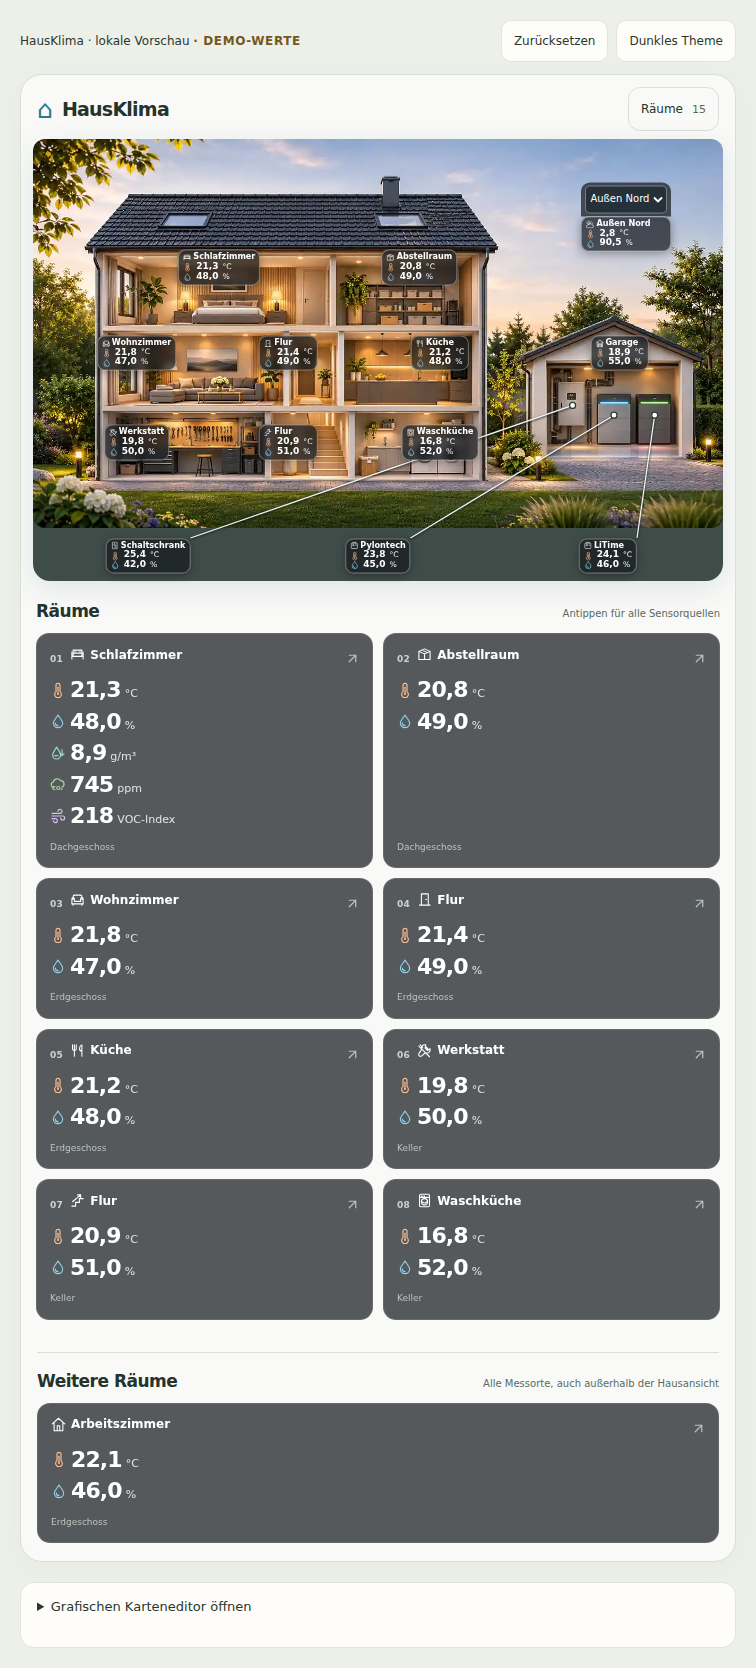 HausKlima · lokale Vorschau · DEMO-WERTE
Zurücksetzen
Dunkles Theme
HausKlima
Räume 15
Außen Nord
Außen Nord
2,8 °C
90,5 %
Schlafzimmer
21,3 °C
48,0 %
Abstellraum
20,8 °C
49,0 %
Wohnzimmer
21,8 °C
47,0 %
Flur
21,4 °C
49,0 %
Küche
21,2 °C
48,0 %
Garage
18,9 °C
55,0 %
Werkstatt
19,8 °C
50,0 %
Flur
20,9 °C
51,0 %
Waschküche
16,8 °C
52,0 %
Schaltschrank
25,4 °C
42,0 %
Pylontech
23,8 °C
45,0 %
LiTime
24,1 °C
46,0 %
Räume
Antippen für alle Sensorquellen
01 Schlafzimmer
21,3 °C
48,0 %
8,9 g/m³
745 ppm
218 VOC-Index
Dachgeschoss
02 Abstellraum
20,8 °C
49,0 %
Dachgeschoss
03 Wohnzimmer
21,8 °C
47,0 %
Erdgeschoss
04 Flur
21,4 °C
49,0 %
Erdgeschoss
05 Küche
21,2 °C
48,0 %
Erdgeschoss
06 Werkstatt
19,8 °C
50,0 %
Keller
07 Flur
20,9 °C
51,0 %
Keller
08 Waschküche
16,8 °C
52,0 %
Keller
Weitere Räume
Alle Messorte, auch außerhalb der Hausansicht
Arbeitszimmer
22,1 °C
46,0 %
Erdgeschoss
Grafischen Karteneditor öffnen